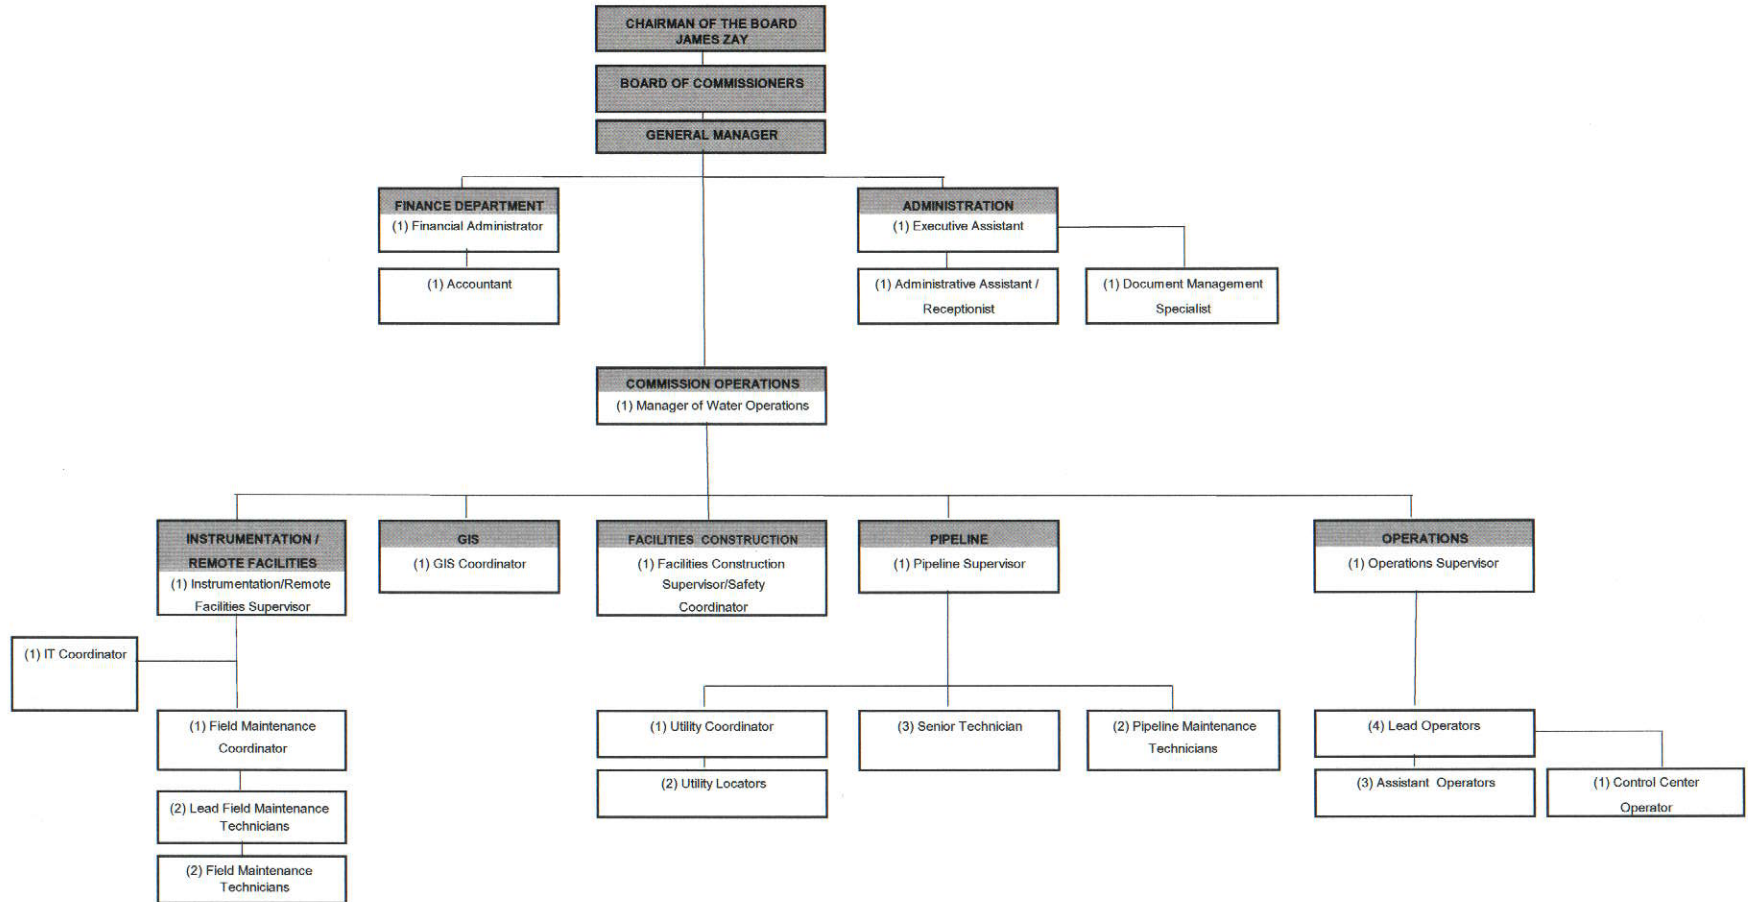 CHAIRMAN OF THE BOARD
JAMES ZAY
BOARD OF COMMISSIONERS
GENERAL MANAGER
FINANCE DEPARTMENT
(1) Financial Administrator
ADMINISTRATION
(1) Executive Assistant
(1) Accountant
(1) Administrative Assistant /
Receptionist
(1) Document Management
Specialist
COMMISSION OPERATIONS
(1) Manager of Water Operations
INSTRUMENTATION /
REMOTE FACILITIES
(1) Instrumentation/Remote
Facilities Supervisor
GIS
(1) GIS Coordinator
FACILITIES CONSTRUCTION
(1) Facilities Construction
Supervisor/Safety
Coordinator
PIPELINE
(1) Pipeline Supervisor
OPERATIONS
(1) Operations Supervisor
(1) IT Coordinator
(1) Field Maintenance
Coordinator
(1) Utility Coordinator
(3) Senior Technician
(2) Pipeline Maintenance
Technicians
(4) Lead Operators
(2) Utility Locators
(3) Assistant Operators
(1) Control Center
Operator
(2) Lead Field Maintenance
Technicians
(2) Field Maintenance
Technicians